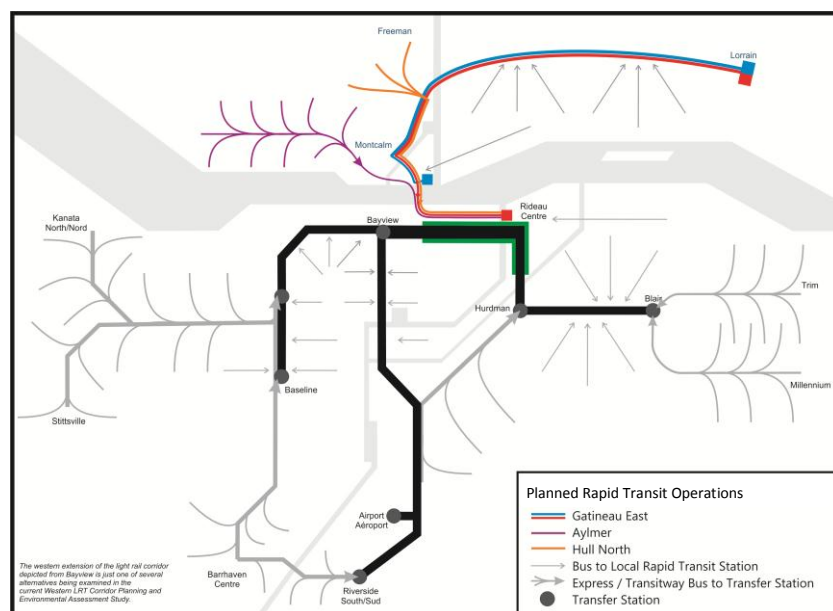 Freeman
Lorrain
Montcalm
Kanata
North/Nord
Bayview
Rideau
Centre
Trim
Hurdman
Blair
Baseline
Millennium
Stittsville
Airport
Aéroport
Barrhaven
Centre
Riverside
South/Sud
The western extension of the light rail corridor
depicted from Bayview is just one of several
alternatives being examined in the
current Western LRT Corridor Planning and
Environmental Assessment Study.
Planned Rapid Transit Operations
Gatineau East
Aylmer
Hull North
Bus to Local Rapid Transit Station
Express / Transitway Bus to Transfer Station
Transfer Station